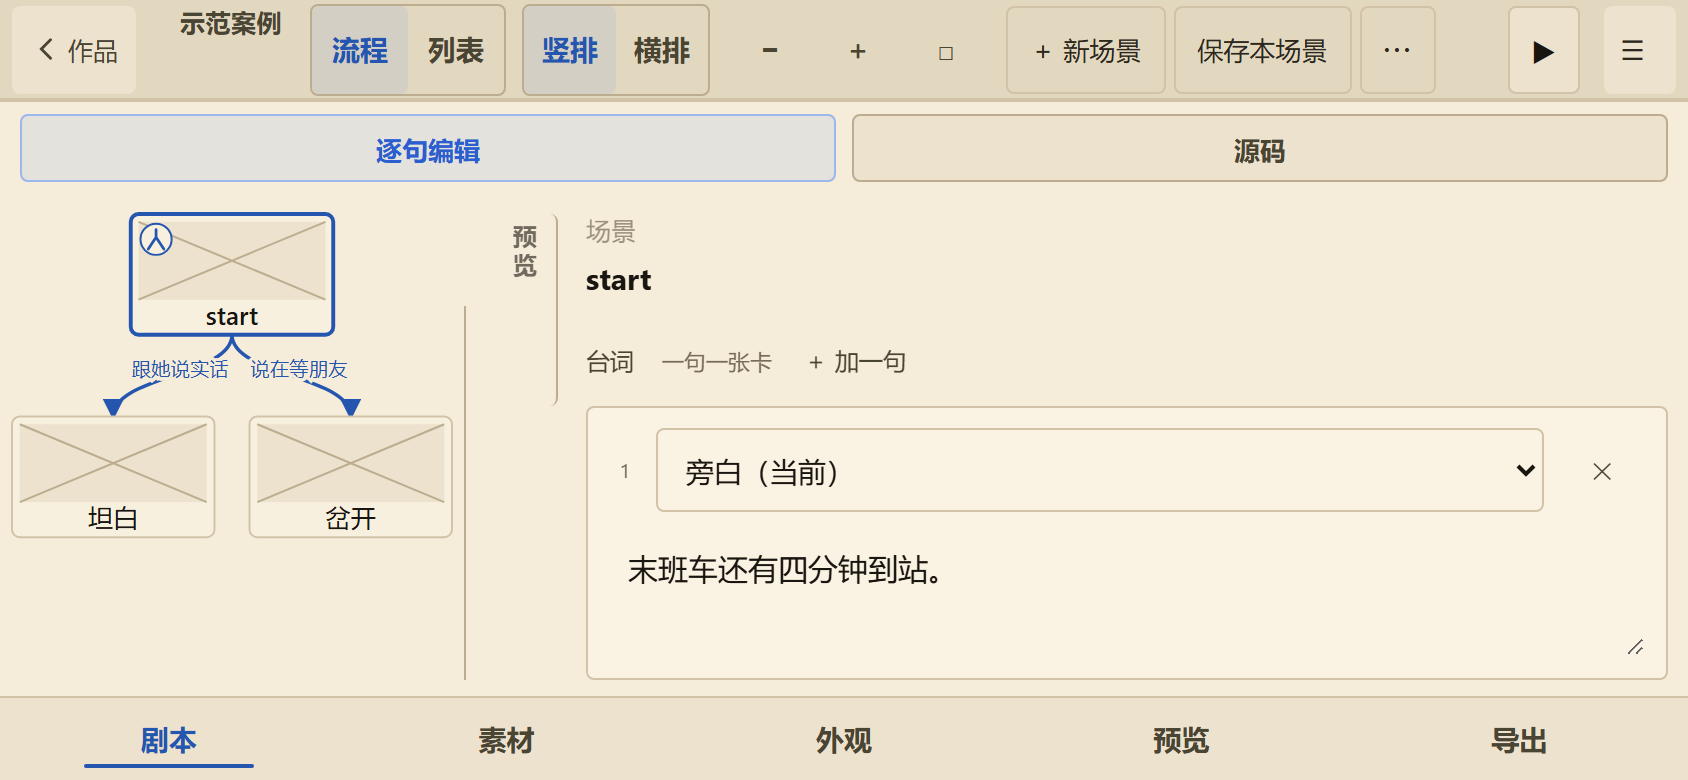 作品
示范案例
流程 列表
竖排 横排
− + □
+ 新场景
保存本场景
···
逐句编辑
源码
start
跟她说实话 说在等朋友
坦白 岔开
预览
场景
start
台词 一句一张卡 + 加一句
1 旁白（当前）
末班车还有四分钟到站。
剧本 素材 外观 预览 导出